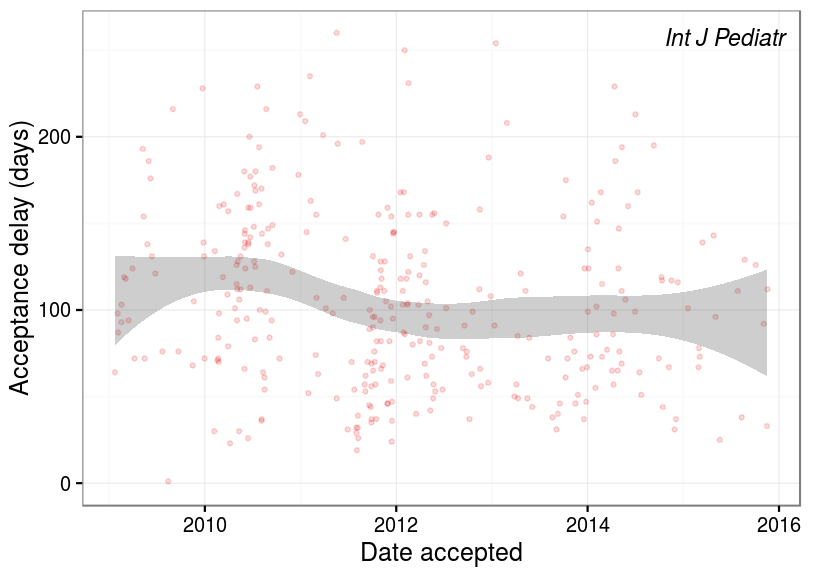 Int J Pediatr
Acceptance delay (days)
200
100
0
2010 2012 2014 2016
Date accepted